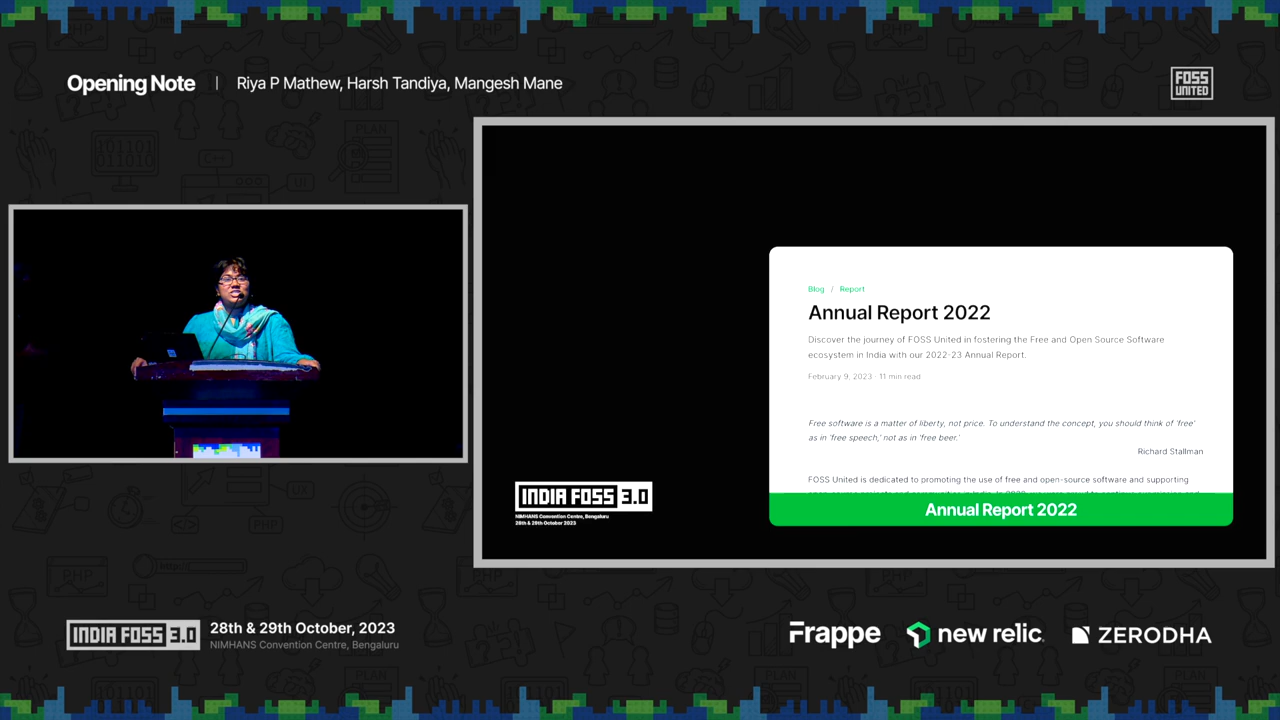 Opening Note | Riya P Mathew, Harsh Tandiya, Mangesh Mane
FOSS
UNITED
Blog / Report
Annual Report 2022
Discover the journey of FOSS United in fostering the Free and Open Source Software
ecosystem in India with our 2022-23 Annual Report.
February 9, 2023 · 11 min read
Free software is a matter of liberty, not price. To understand the concept, you should think of 'free'
as in 'free speech,' not as in 'free beer.'
Richard Stallman
FOSS United is dedicated to promoting the use of free and open-source software and supporting
Annual Report 2022
INDIA FOSS 3.0
NIMHANS Convention Centre, Bengaluru
28th & 29th October 2023
INDIA FOSS 3.0
28th & 29th October, 2023
NIMHANS Convention Centre, Bengaluru
Frappe
new relic
ZERODHA